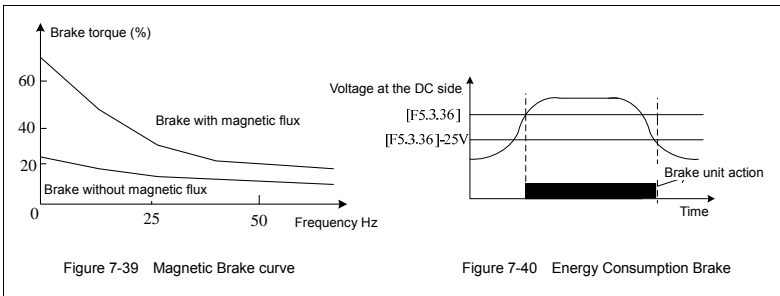 Brake torque (%)
60
40
20
0
Brake with magnetic flux
Brake without magnetic flux
25
50
Frequency Hz
Figure 7-39 Magnetic Brake curve
Voltage at the DC side
[F5.3.36]
[F5.3.36]-25V
Brake unit action
Time
Figure 7-40 Energy Consumption Brake